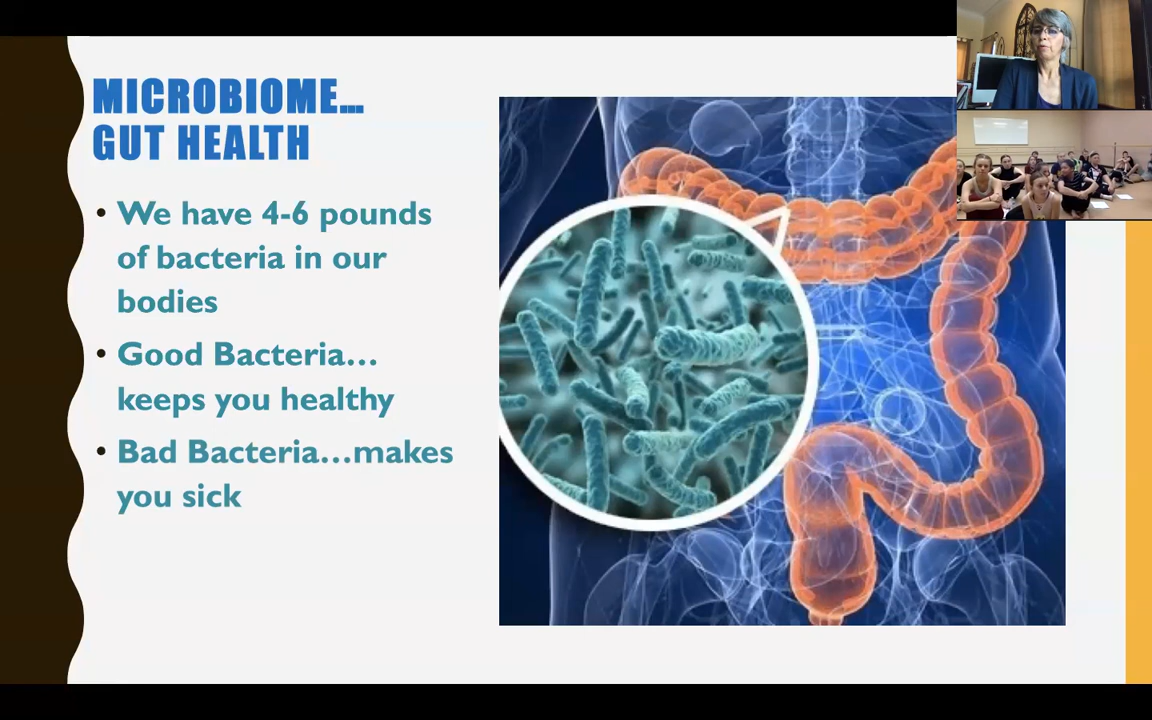 MICROBIOME...
GUT HEALTH
• We have 4-6 pounds
of bacteria in our
bodies
• Good Bacteria...
keeps you healthy
• Bad Bacteria...makes
you sick